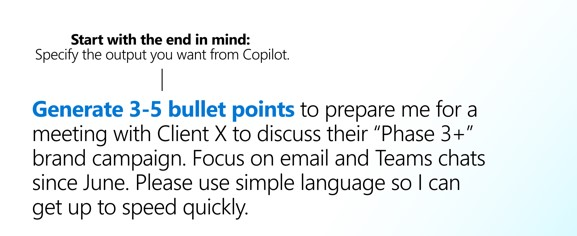 Start with the end in mind:
Specify the output you want from Copilot.
Generate 3-5 bullet points to prepare me for a
meeting with Client X to discuss their “Phase 3+”
brand campaign. Focus on email and Teams chats
since June. Please use simple language so I can
get up to speed quickly.